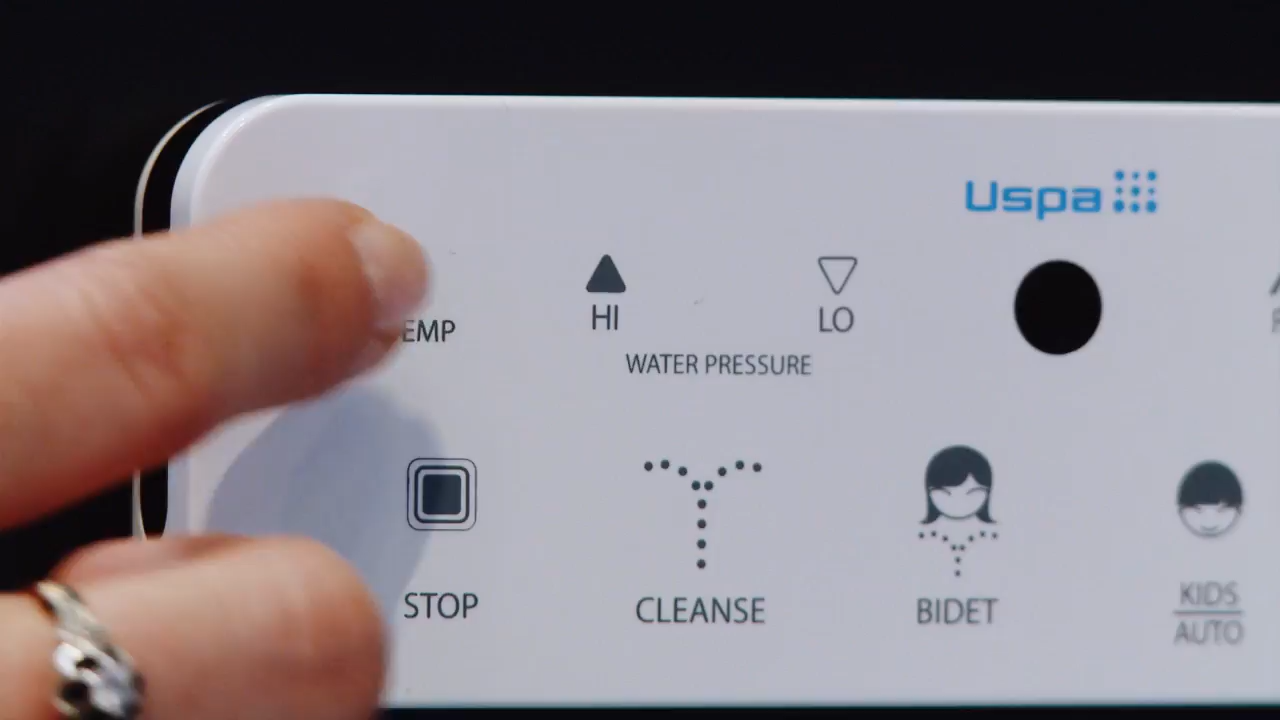 Uspa
HI
LO
EMP
WATER PRESSURE
STOP
CLEANSE
BIDET
KIDS
AUTO